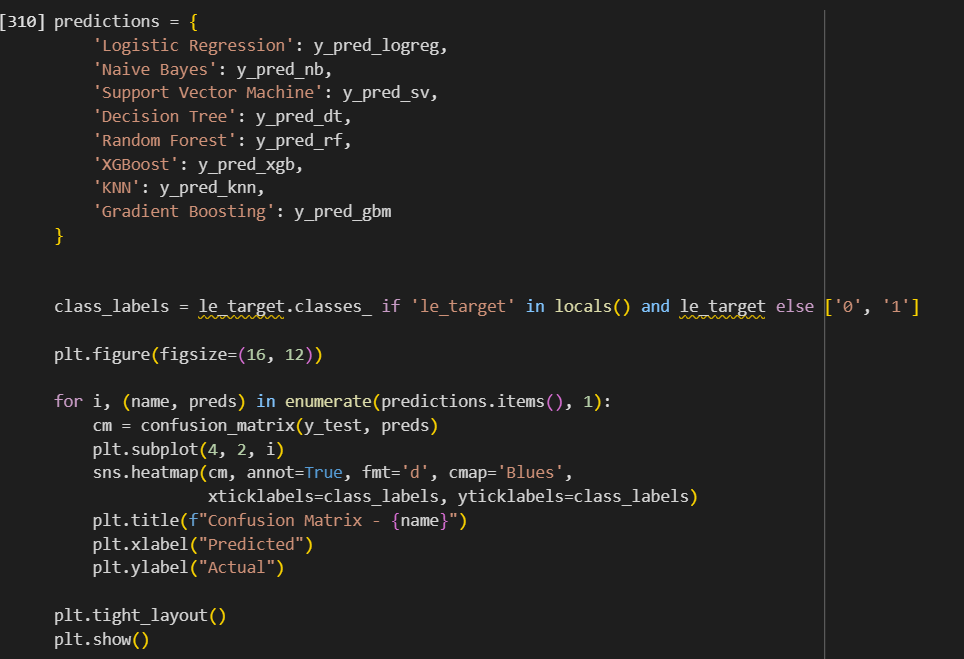 [310] predictions = {
    'Logistic Regression': y_pred_logreg,
    'Naive Bayes': y_pred_nb,
    'Support Vector Machine': y_pred_sv,
    'Decision Tree': y_pred_dt,
    'Random Forest': y_pred_rf,
    'XGBoost': y_pred_xgb,
    'KNN': y_pred_knn,
    'Gradient Boosting': y_pred_gbm
}
class_labels = le_target.classes_ if 'le_target' in locals() and le_target else ['0', '1']
plt.figure(figsize=(16, 12))
for i, (name, preds) in enumerate(predictions.items(), 1):
    cm = confusion_matrix(y_test, preds)
    plt.subplot(4, 2, i)
    sns.heatmap(cm, annot=True, fmt='d', cmap='Blues',
                xticklabels=class_labels, yticklabels=class_labels)
    plt.title(f"Confusion Matrix - {name}")
    plt.xlabel("Predicted")
    plt.ylabel("Actual")
plt.tight_layout()
plt.show()